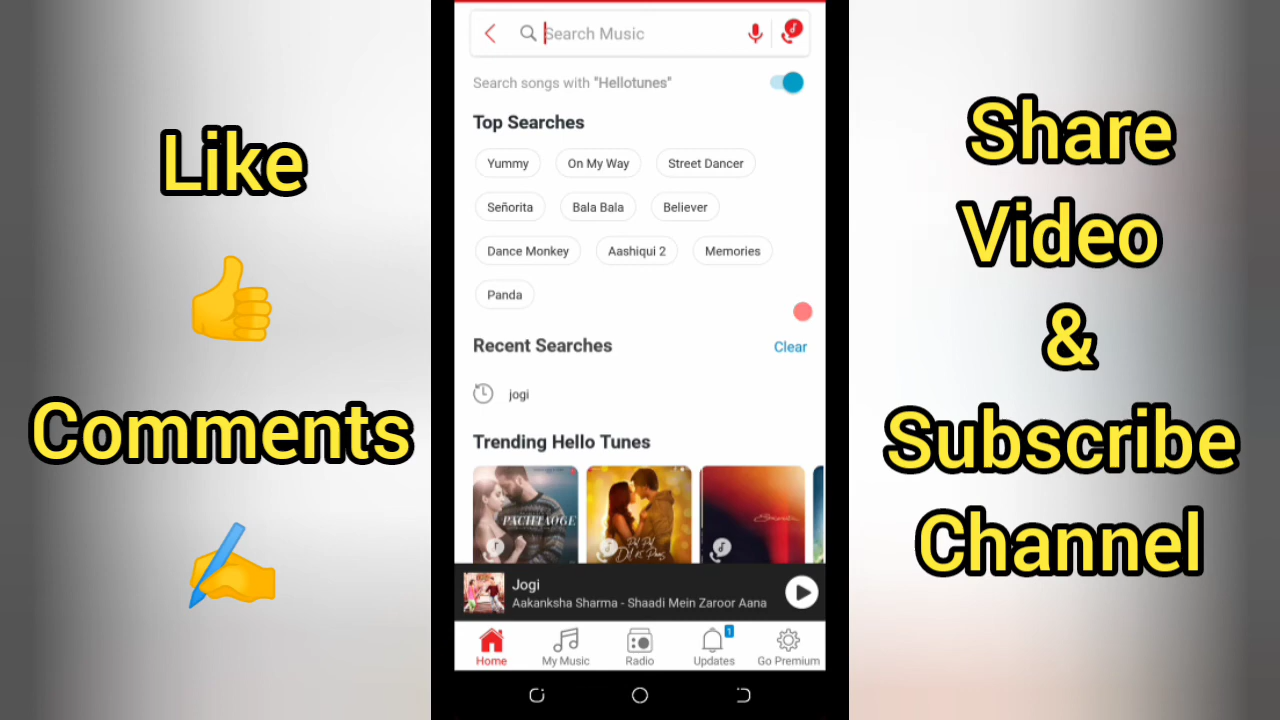 Like
Comments
Search Music
Search songs with "Hellotunes"
Top Searches
Yummy On My Way Street Dancer
Señorita Bala Bala Believer
Dance Monkey Aashiqui 2 Memories
Panda
Recent Searches Clear
jogi
Trending Hello Tunes
PACHTAOGE
Jogi
Aakanksha Sharma - Shaadi Mein Zaroor Aana
1
Home My Music Radio Updates Go Premium
Share
Video
&
Subscribe
Channel